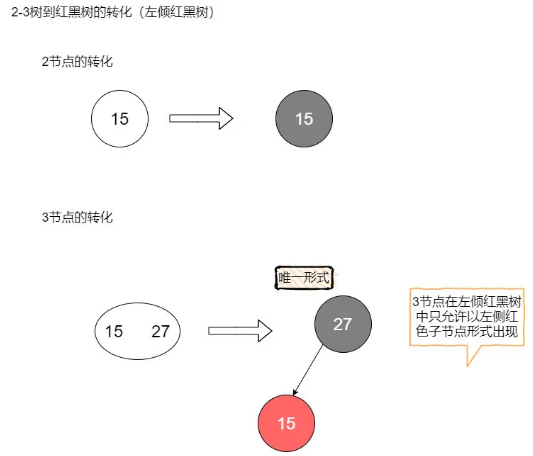 2-3树到红黑树的转化（左倾红黑树）
2节点的转化
15
15
3节点的转化
唯一形式
15 27
27
3节点在左倾红黑树
中只允许以左侧红
色子节点形式出现
15